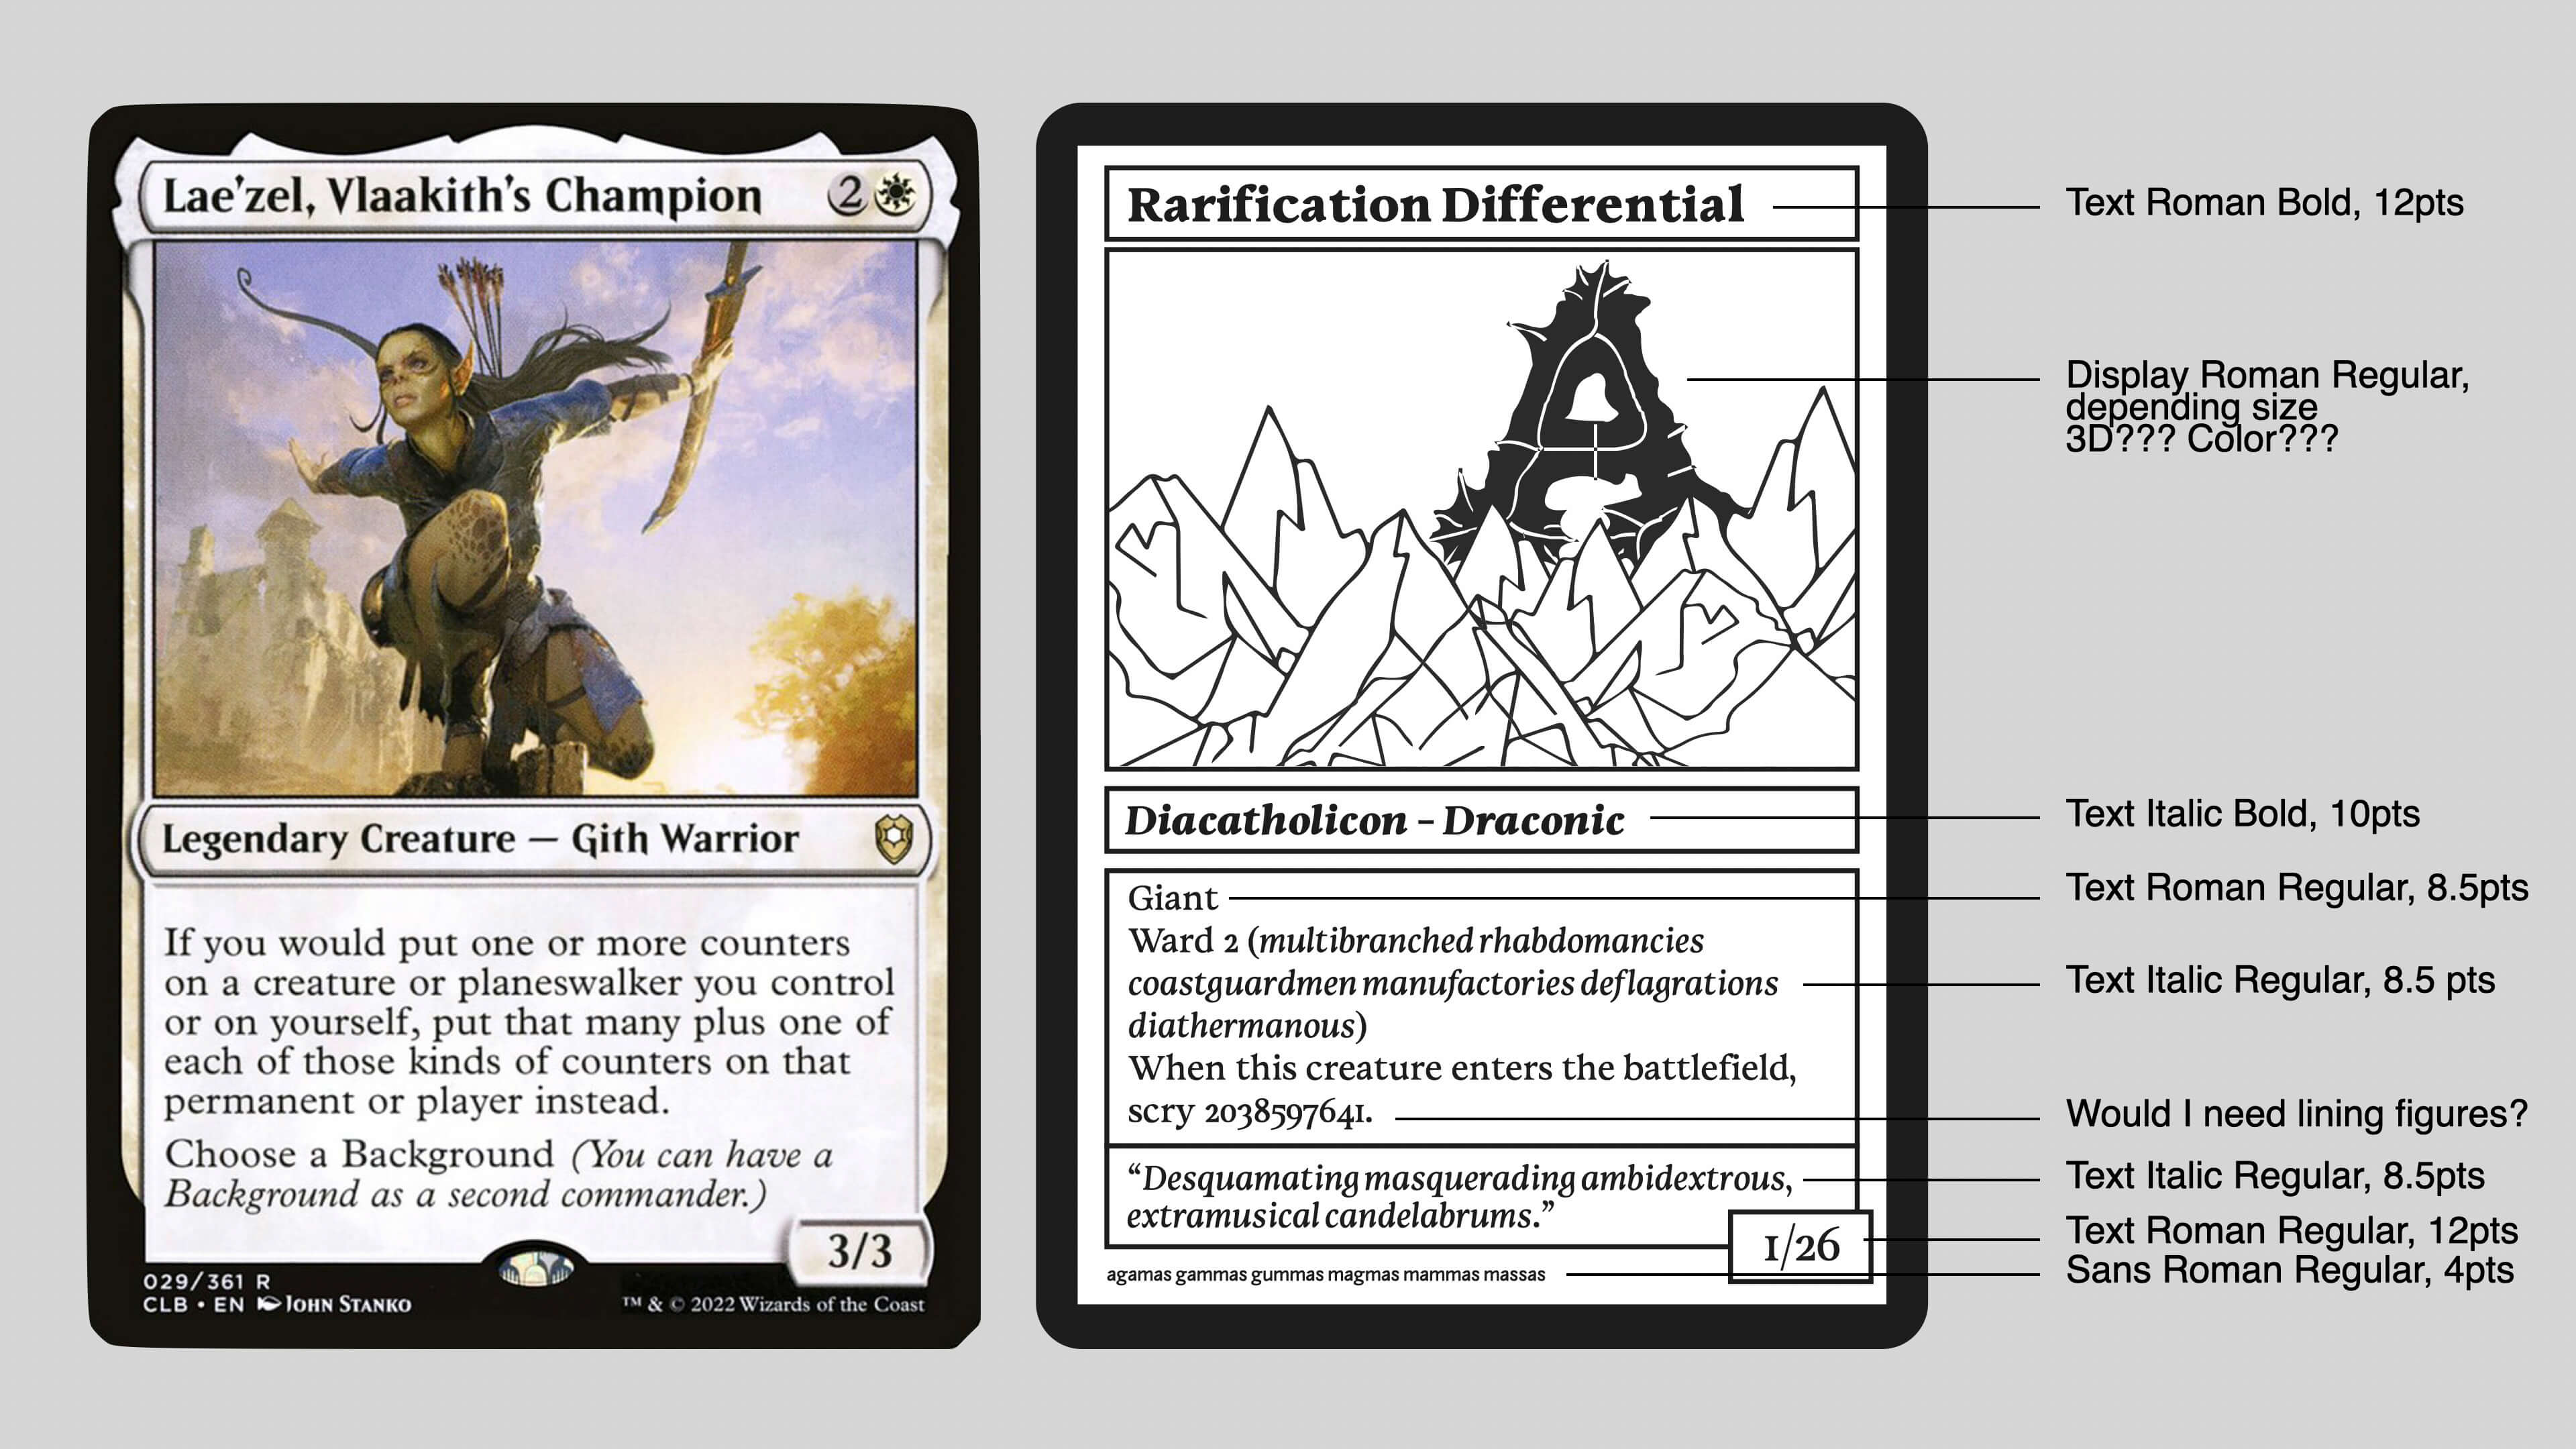 Lae'zel, Vlaakith's Champion 2
Legendary Creature — Gith Warrior
If you would put one or more counters
on a creature or planeswalker you control
or on yourself, put that many plus one of
each of those kinds of counters on that
permanent or player instead.
Choose a Background (You can have a
Background as a second commander.)
3/3
029/361 R
CLB • EN John Stanko
™ & © 2022 Wizards of the Coast
Rarification Differential
A
Diacatholicon – Draconic
Giant
Ward 2 (multibranched rhabdomancies
coastguardmen manufactories deflagrations
diathermanous)
When this creature enters the battlefield,
scry 2038597641.
“Desquamating masquerading ambidextrous,
extramusical candelabrums.”
1/26
agamas gammas gummas magmas mammas massas
Text Roman Bold, 12pts
Display Roman Regular,
depending size
3D??? Color???
Text Italic Bold, 10pts
Text Roman Regular, 8.5pts
Text Italic Regular, 8.5 pts
Would I need lining figures?
Text Italic Regular, 8.5pts
Text Roman Regular, 12pts
Sans Roman Regular, 4pts